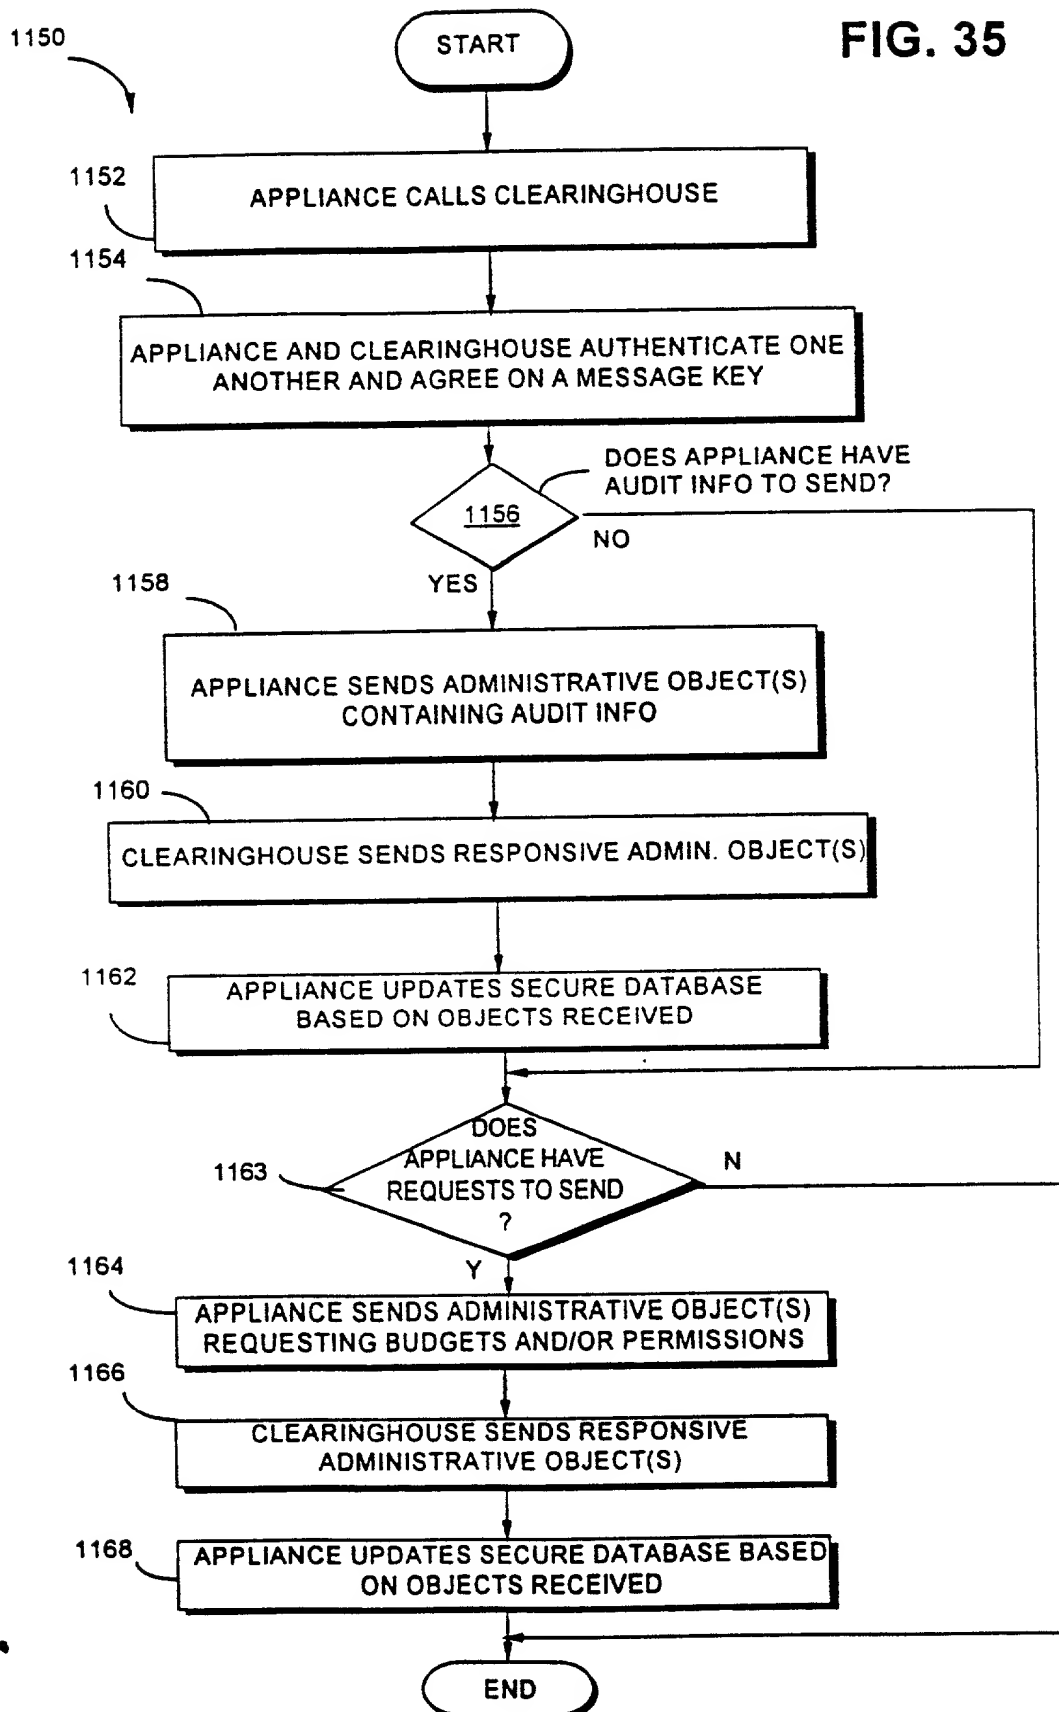 1150
START
FIG. 35
1152
APPLIANCE CALLS CLEARINGHOUSE
1154
APPLIANCE AND CLEARINGHOUSE AUTHENTICATE ONE
ANOTHER AND AGREE ON A MESSAGE KEY
DOES APPLIANCE HAVE
AUDIT INFO TO SEND?
1156
NO
YES
1158
APPLIANCE SENDS ADMINISTRATIVE OBJECT(S)
CONTAINING AUDIT INFO
1160
CLEARINGHOUSE SENDS RESPONSIVE ADMIN. OBJECT(S)
1162
APPLIANCE UPDATES SECURE DATABASE
BASED ON OBJECTS RECEIVED
1163
DOES
APPLIANCE HAVE
REQUESTS TO SEND
?
N
Y
1164
APPLIANCE SENDS ADMINISTRATIVE OBJECT(S)
REQUESTING BUDGETS AND/OR PERMISSIONS
1166
CLEARINGHOUSE SENDS RESPONSIVE
ADMINISTRATIVE OBJECT(S)
1168
APPLIANCE UPDATES SECURE DATABASE BASED
ON OBJECTS RECEIVED
END